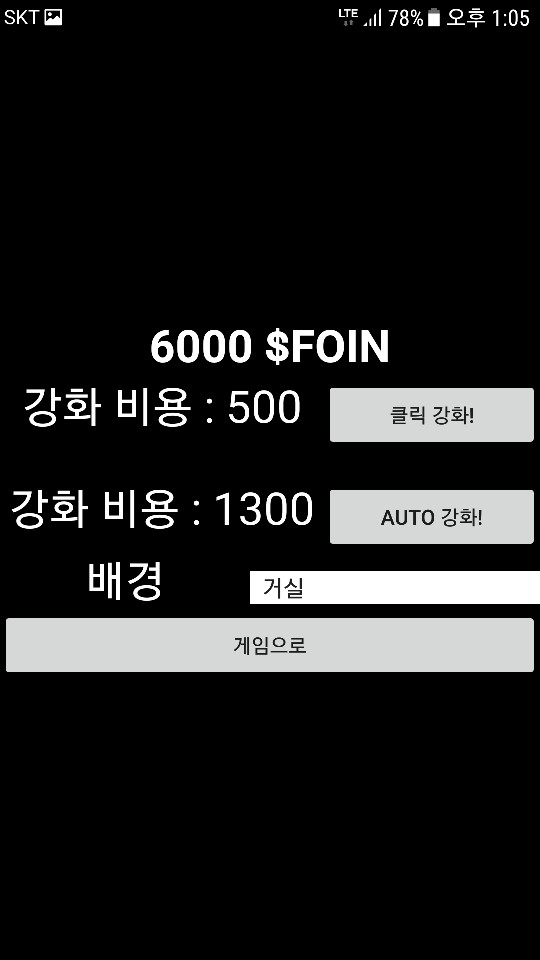 SKT LTE 78% 오후 1:05
6000 $FOIN
강화 비용 : 500 클릭 강화!
강화 비용 : 1300 AUTO 강화!
배경 거실
게임으로